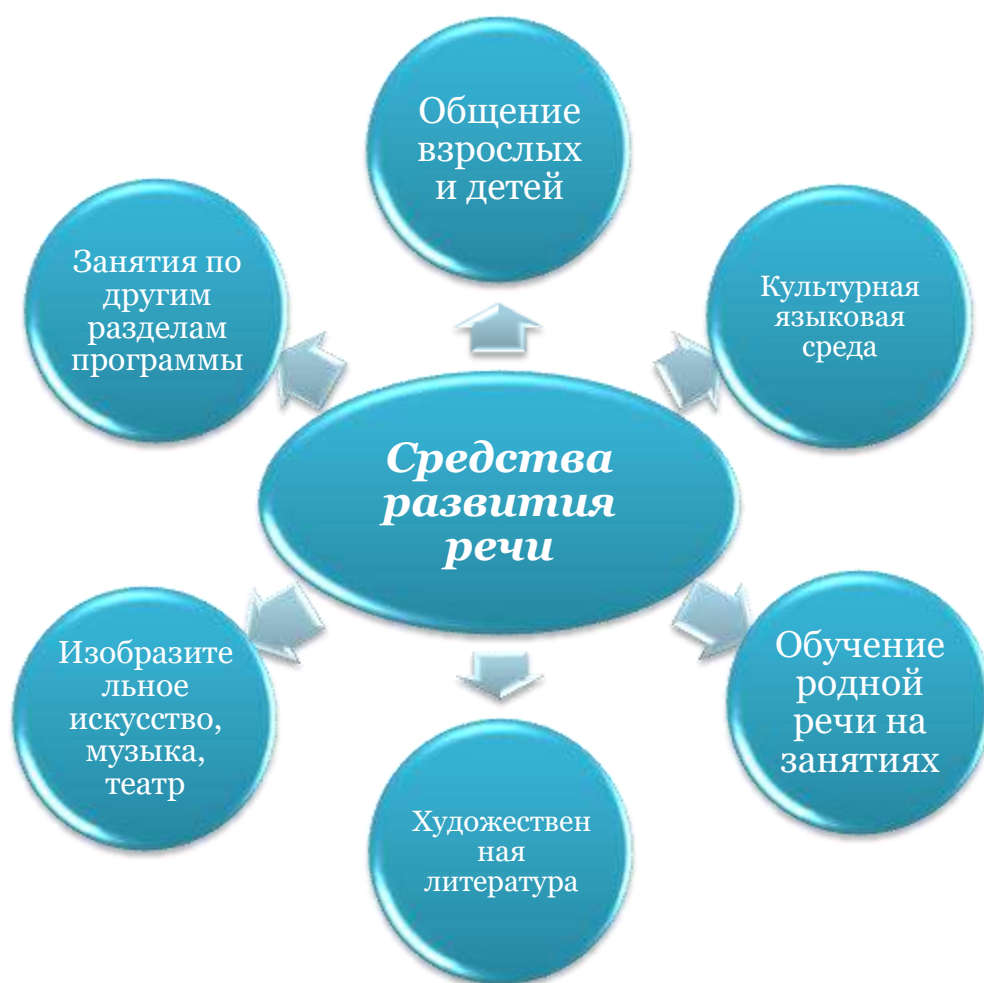 Общение
взрослых
и детей
Занятия по
другим
разделам
программы
Культурная
языковая
среда
Средства
развития
речи
Изобразите
льное
искусство,
музыка,
театр
Обучение
родной
речи на
занятиях
Художествен
ная
литература